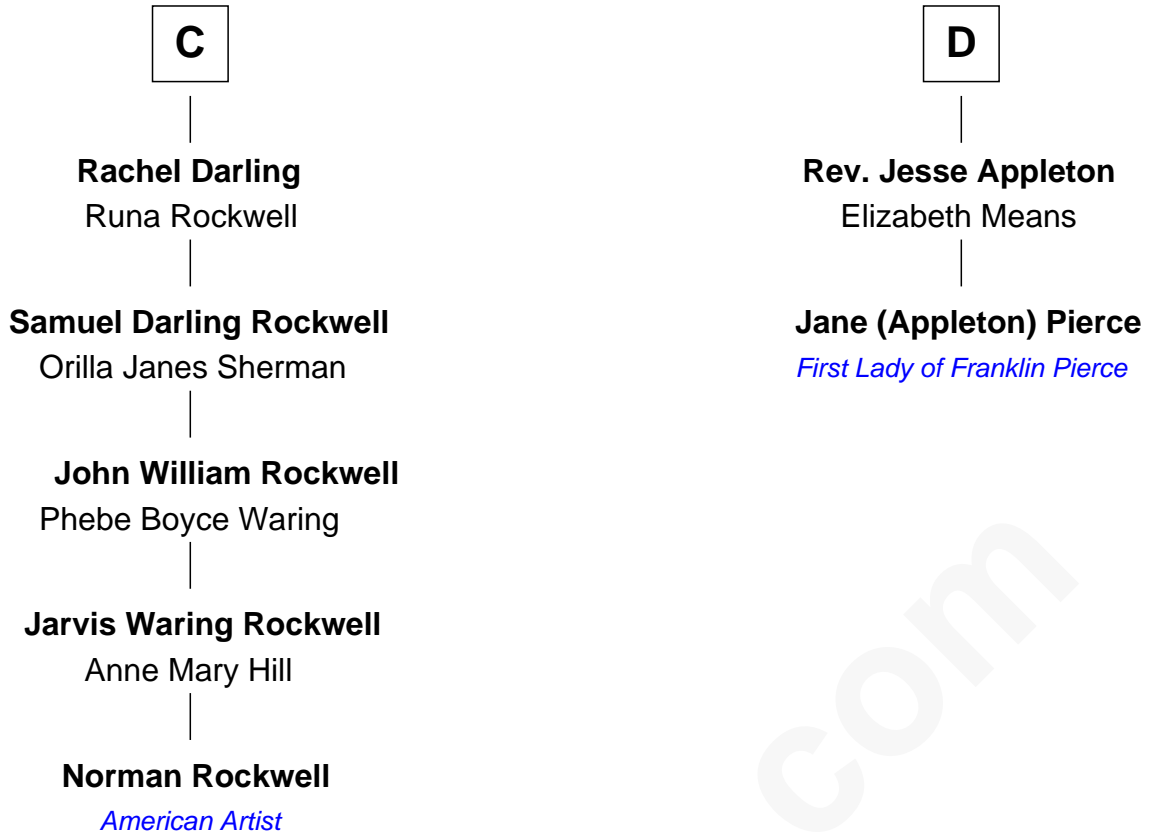 C
Rachel Darling
Runa Rockwell
Samuel Darling Rockwell
Orilla Janes Sherman
John William Rockwell
Phebe Boyce Waring
Jarvis Waring Rockwell
Anne Mary Hill
Norman Rockwell
American Artist
D
Rev. Jesse Appleton
Elizabeth Means
Jane (Appleton) Pierce
First Lady of Franklin Pierce
com